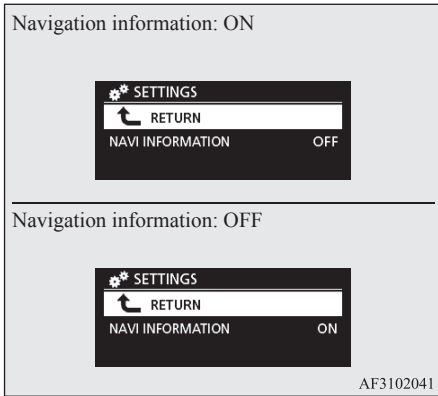 Navigation information: ON
SETTINGS
RETURN
NAVI INFORMATION OFF
Navigation information: OFF
SETTINGS
RETURN
NAVI INFORMATION ON
AF3102041